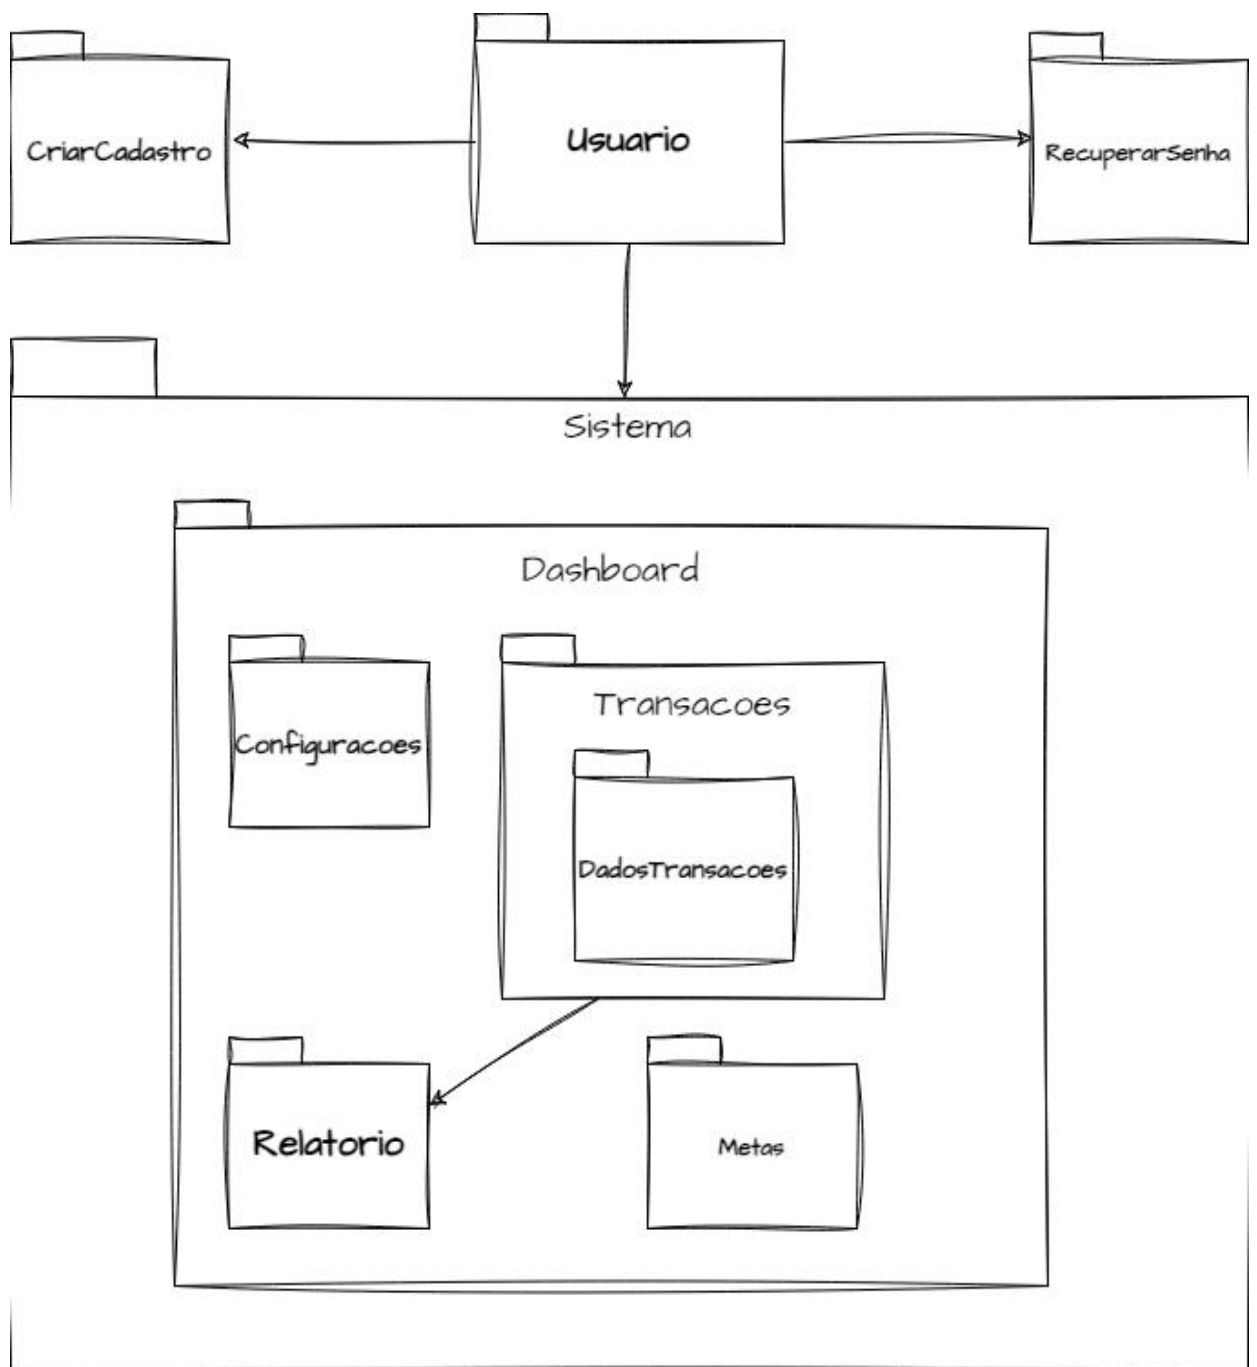 CriarCadastro
Usuario
RecuperarSenha
Sistema
Dashboard
Transacoes
Configuracoes
DadosTransacoes
Relatorio
Metas